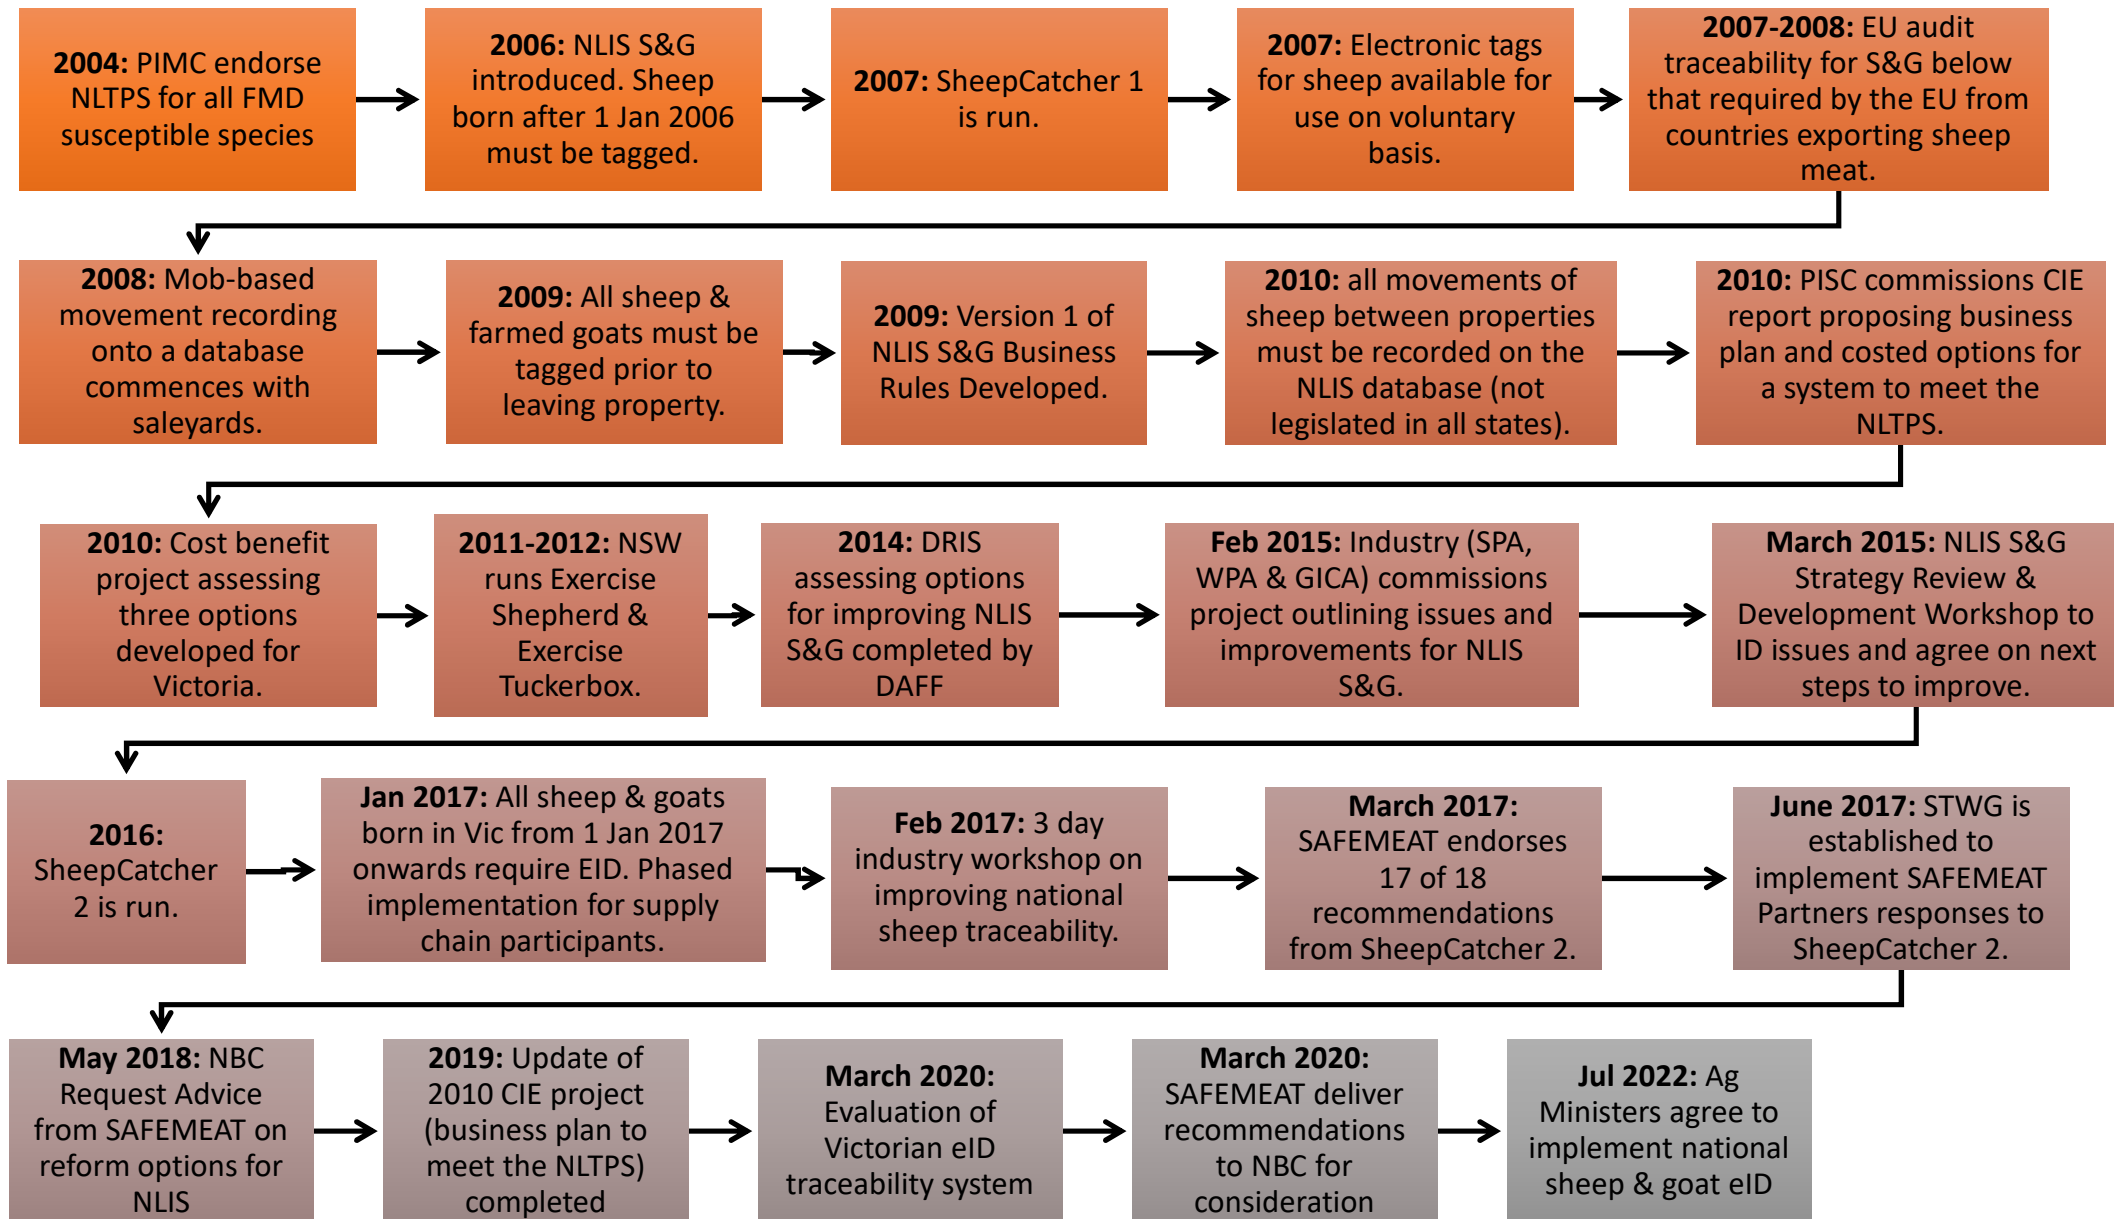 2004: PIMC endorse
NLTPS for all FMD
susceptible species
2006: NLIS S&G
introduced. Sheep
born after 1 Jan 2006
must be tagged.
2007: SheepCatcher 1
is run.
2007: Electronic tags
for sheep available for
use on voluntary
basis.
2007-2008: EU audit
traceability for S&G below
that required by the EU from
countries exporting sheep
meat.
2008: Mob-based
movement recording
onto a database
commences with
saleyards.
2009: All sheep &
farmed goats must be
tagged prior to
leaving property.
2009: Version 1 of
NLIS S&G Business
Rules Developed.
2010: all movements of
sheep between properties
must be recorded on the
NLIS database (not
legislated in all states).
2010: PISC commissions CIE
report proposing business
plan and costed options for
a system to meet the
NLTPS.
2010: Cost benefit
project assessing
three options
developed for
Victoria.
2011-2012: NSW
runs Exercise
Shepherd &
Exercise
Tuckerbox.
2014: DRIS
assessing options
for improving NLIS
S&G completed by
DAFF
Feb 2015: Industry (SPA,
WPA & GICA) commissions
project outlining issues and
improvements for NLIS
S&G.
March 2015: NLIS S&G
Strategy Review &
Development Workshop to
ID issues and agree on next
steps to improve.
2016:
SheepCatcher
2 is run.
Jan 2017: All sheep & goats
born in Vic from 1 Jan 2017
onwards require EID. Phased
implementation for supply
chain participants.
Feb 2017: 3 day
industry workshop on
improving national
sheep traceability.
March 2017:
SAFEMEAT endorses
17 of 18
recommendations
from SheepCatcher 2.
June 2017: STWG is
established to
implement SAFEMEAT
Partners responses to
SheepCatcher 2.
May 2018: NBC
Request Advice
from SAFEMEAT on
reform options for
NLIS
2019: Update of
2010 CIE project
(business plan to
meet the NLTPS)
completed
March 2020:
Evaluation of
Victorian eID
traceability system
March 2020:
SAFEMEAT deliver
recommendations
to NBC for
consideration
Jul 2022: Ag
Ministers agree to
implement national
sheep & goat eID